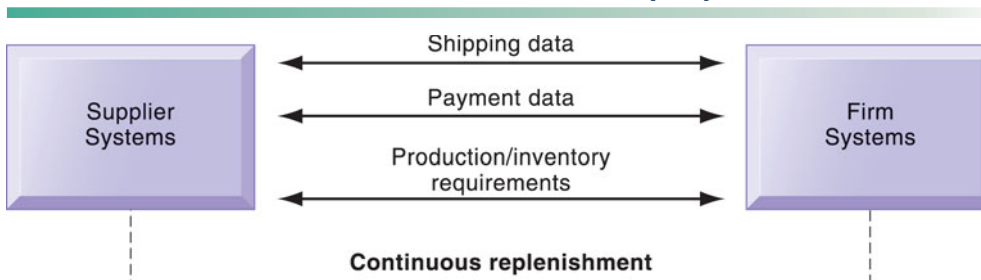 Shipping data
Payment data
Supplier
Systems
Firm
Systems
Production/inventory
requirements
Continuous replenishment